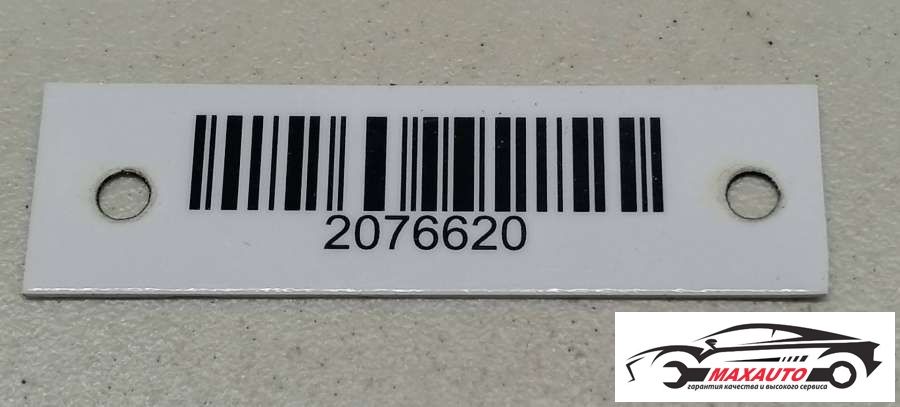 2076620
MAXAUTO
гарантия качества и высокого сервиса